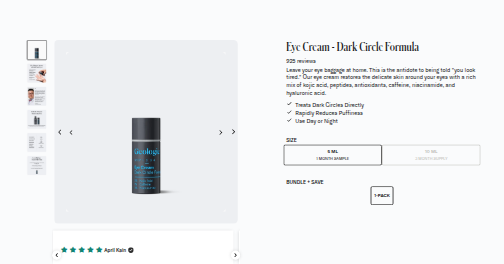 Eye Cream - Dark Circle Formula
925 reviews
Leave your eye baggage at home. This is the antidote to being told "you look
tired." Our eye cream restores the delicate skin around your eyes with a rich
mix of kojic acid, peptides, antioxidants, caffeine, niacinamide, and
hyaluronic acid.
Treats Dark Circles Directly
Rapidly Reduces Puffiness
Use Day or Night
SIZE
5 ML
1 MONTH SAMPLE
BUNDLE + SAVE
1-PACK
Eye Cream
April Kain